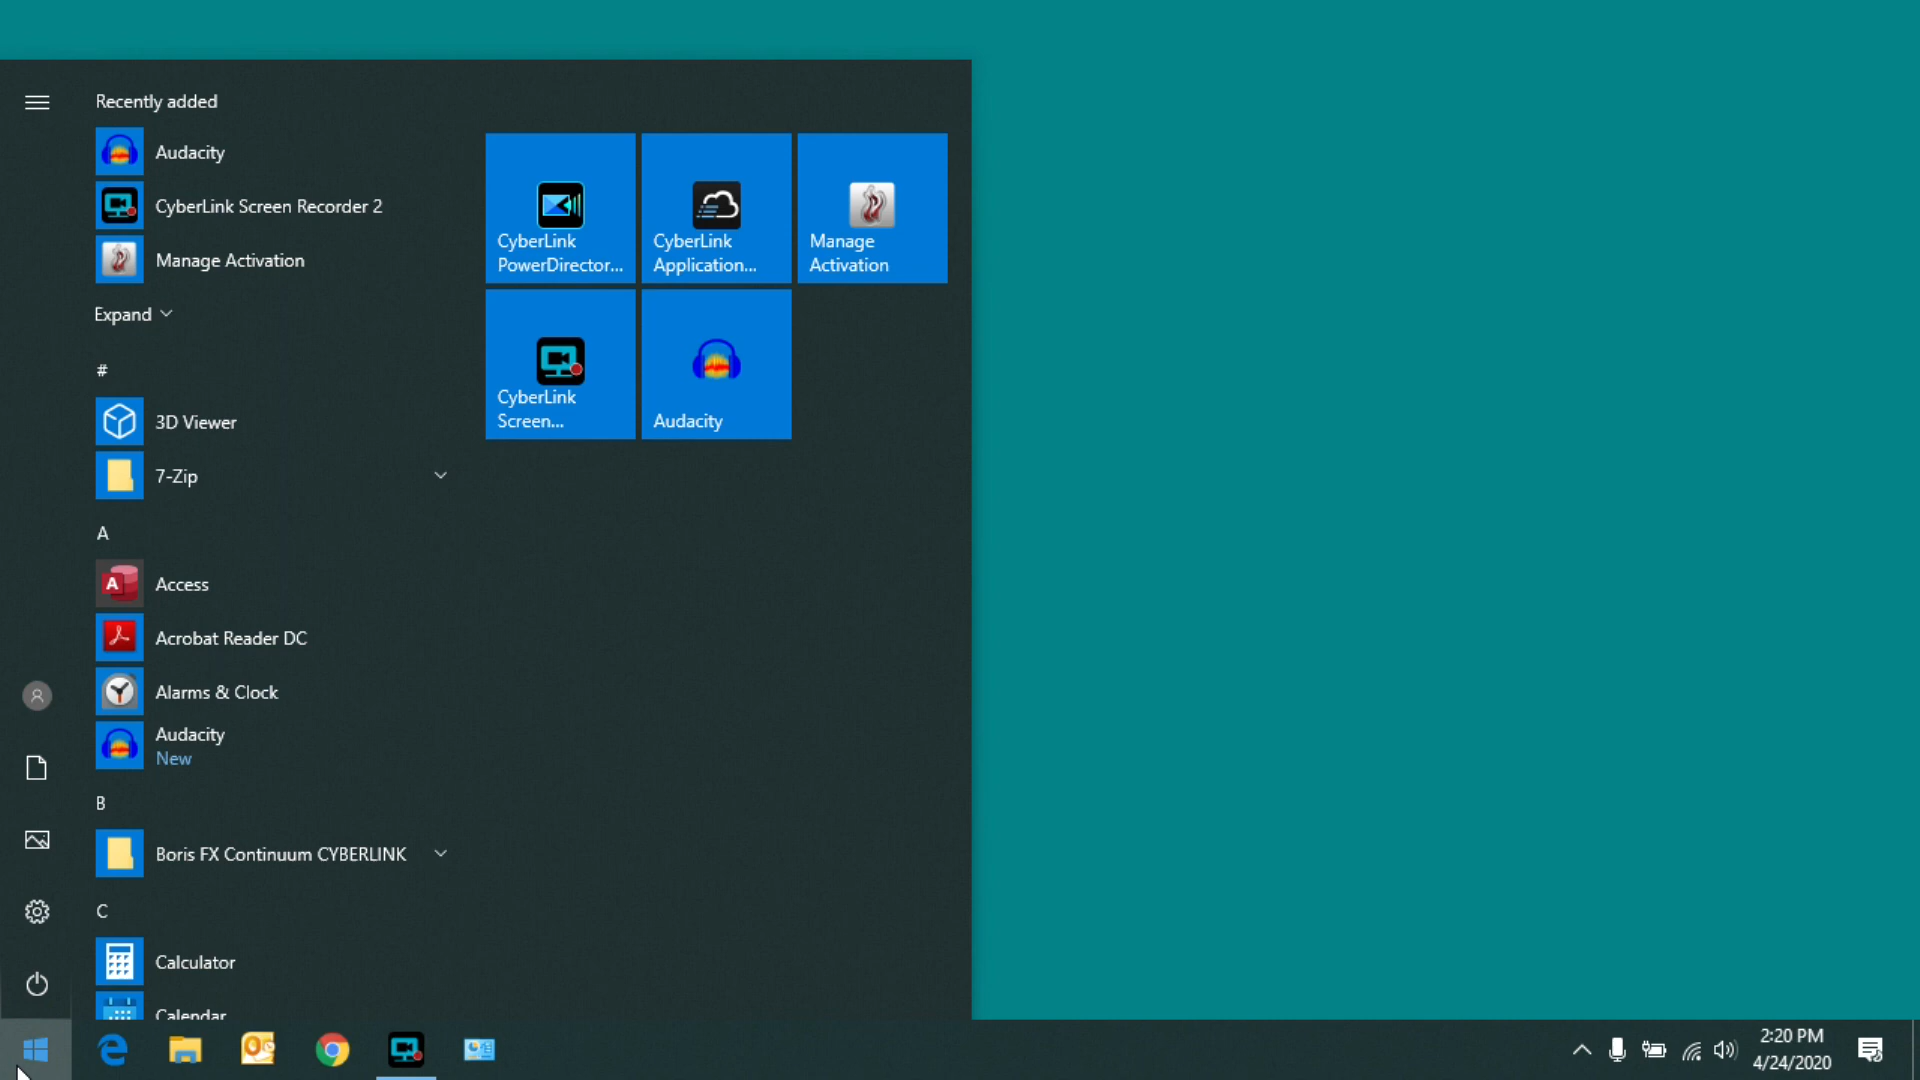 Recently added
Audacity
CyberLink Screen Recorder 2
Manage Activation
Expand
#
3D Viewer
7-Zip
A
Access
Acrobat Reader DC
Alarms & Clock
Audacity
New
B
Boris FX Continuum CYBERLINK
C
Calculator
Calendar
CyberLink
PowerDirector...
CyberLink
Application...
Manage
Activation
CyberLink
Screen...
Audacity
2:20 PM
4/24/2020